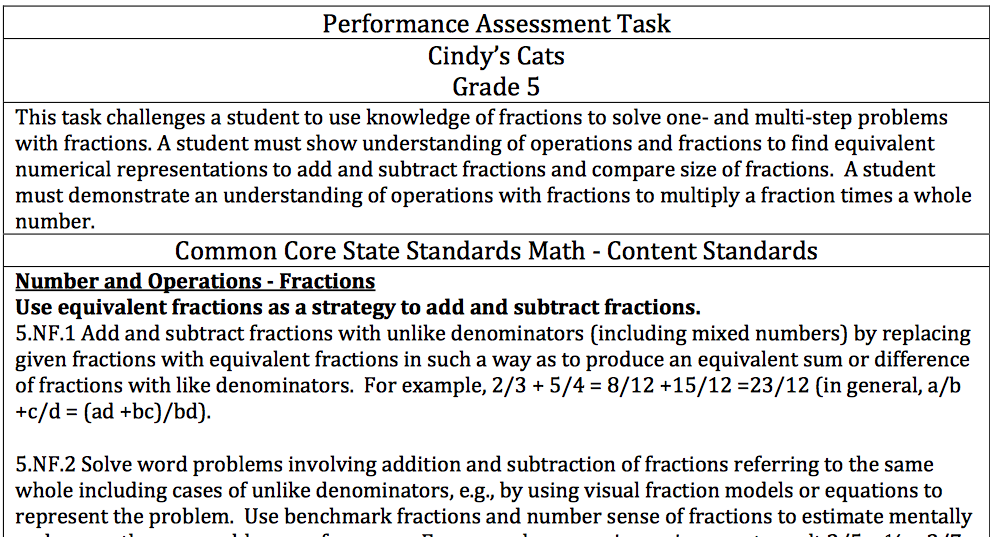 Performance Assessment Task
Cindy’s Cats
Grade 5
This task challenges a student to use knowledge of fractions to solve one- and multi-step problems
with fractions. A student must show understanding of operations and fractions to find equivalent
numerical representations to add and subtract fractions and compare size of fractions.  A student
must demonstrate an understanding of operations with fractions to multiply a fraction times a whole
number.
Common Core State Standards Math - Content Standards
Number and Operations - Fractions
Use equivalent fractions as a strategy to add and subtract fractions.
5.NF.1 Add and subtract fractions with unlike denominators (including mixed numbers) by replacing
given fractions with equivalent fractions in such a way as to produce an equivalent sum or difference
of fractions with like denominators.  For example, 2/3 + 5/4 = 8/12 +15/12 =23/12 (in general, a/b
+c/d = (ad +bc)/bd).
5.NF.2 Solve word problems involving addition and subtraction of fractions referring to the same
whole including cases of unlike denominators, e.g., by using visual fraction models or equations to
represent the problem.  Use benchmark fractions and number sense of fractions to estimate mentally